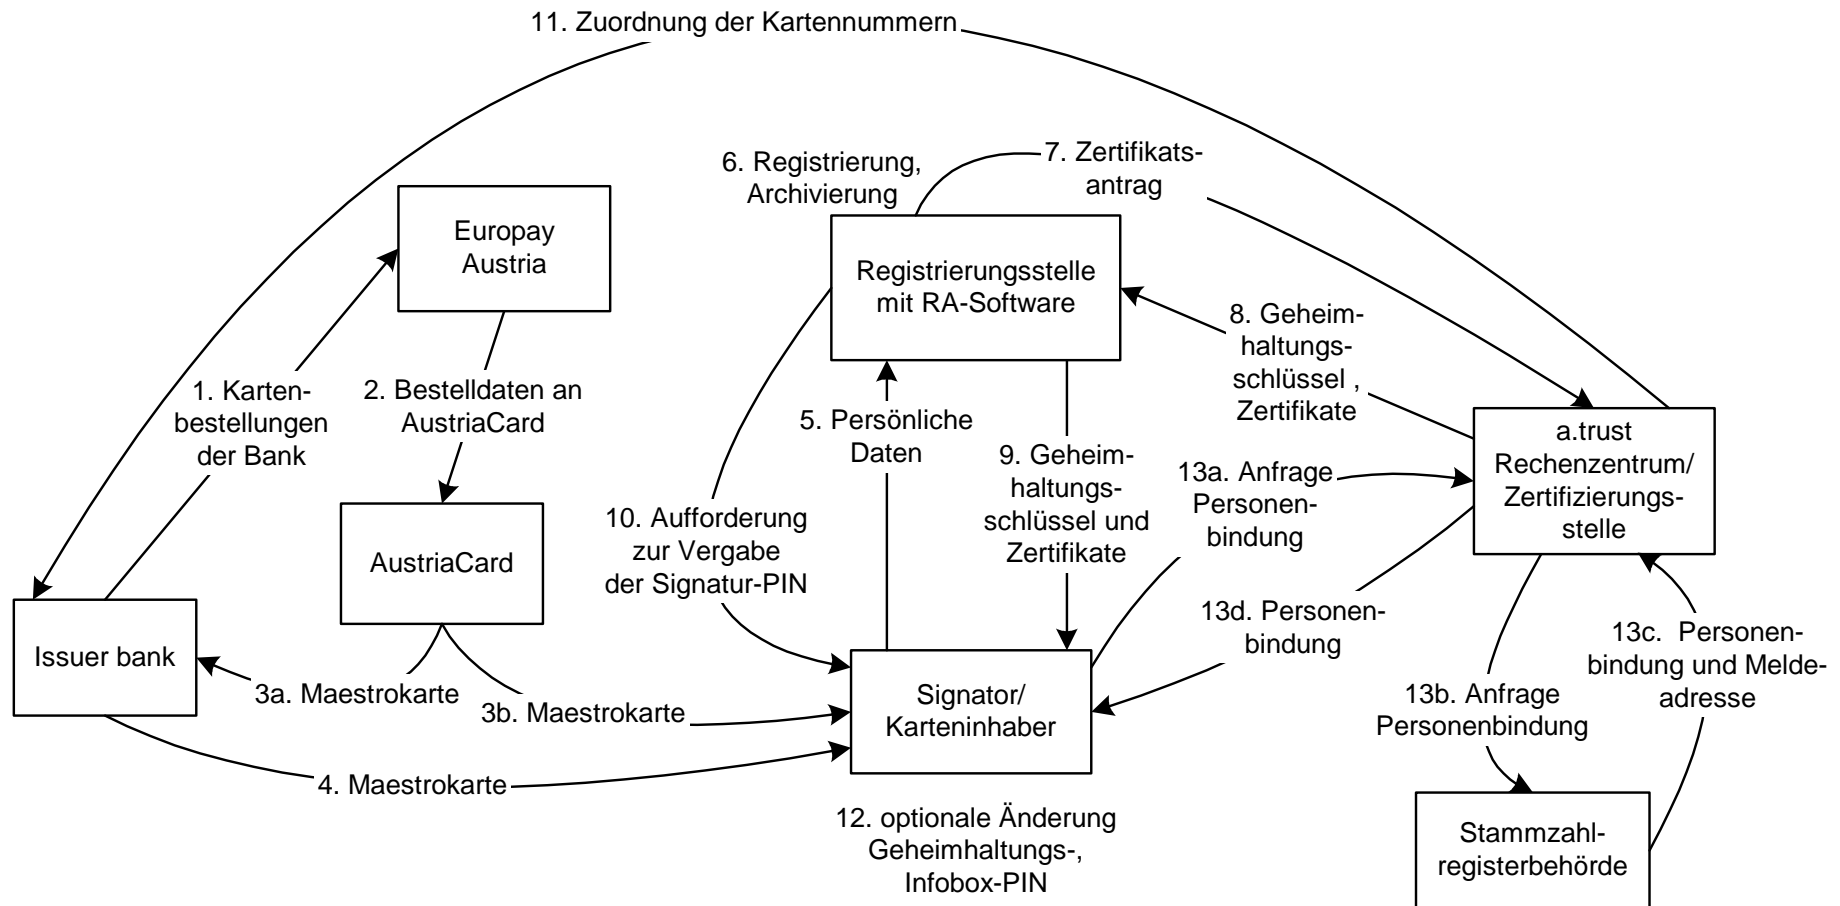 11. Zuordnung der Kartennummern
6. Registrierung,
Archivierung
7. Zertifikats-
antrag
Europay
Austria
Registrierungsstelle
mit RA-Software
8. Geheim-
haltungs-
schlüssel ,
Zertifikate
1. Karten-
bestellungen
der Bank
2. Bestelldaten an
AustriaCard
5. Persönliche
Daten
9. Geheim-
haltungs-
schlüssel und
Zertifikate
a.trust
Rechenzentrum/
Zertifizierungs-
stelle
13a. Anfrage
Personen-
bindung
10. Aufforderung
zur Vergabe
der Signatur-PIN
AustriaCard
13d. Personen-
bindung
13c.  Personen-
bindung und Melde-
adresse
Issuer bank
3a. Maestrokarte
3b. Maestrokarte
Signator/
Karteninhaber
13b. Anfrage
Personenbindung
4. Maestrokarte
12. optionale Änderung
Geheimhaltungs-,
Infobox-PIN
Stammzahl-
registerbehörde